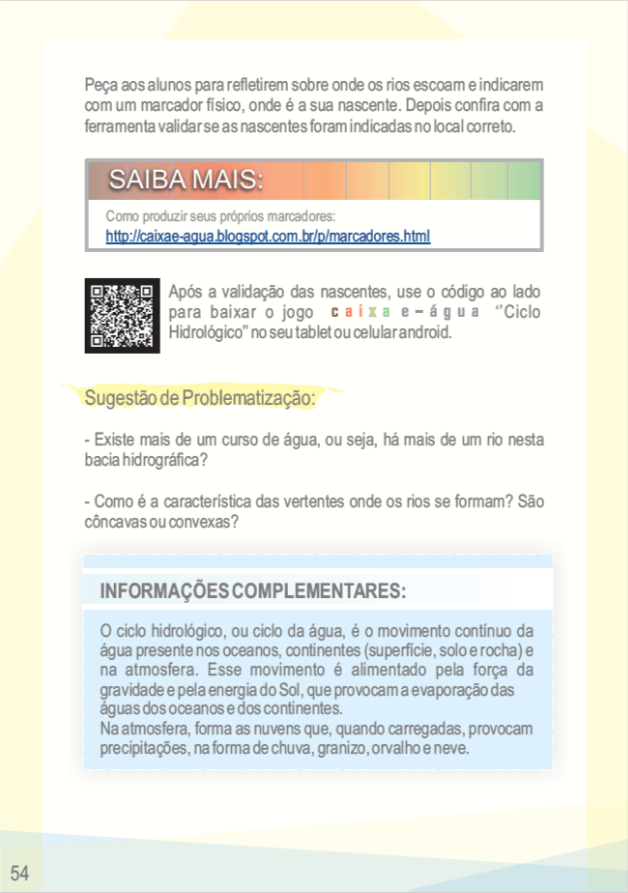 Peça aos alunos para refletirem sobre onde os rios escoam e indicarem
com um marcador físico, onde é a sua nascente. Depois confira com a
ferramenta validar se as nascentes foram indicadas no local correto.
SAIBA MAIS:
Como produzir seus próprios marcadores:
http://caixae-agua.blogspot.com.br/p/marcadores.html
Após a validação das nascentes, use o código ao lado
para baixar o jogo caixa e-água “Ciclo
Hidrológico” no seu tablet ou celular android.
Sugestão de Problematização:
- Existe mais de um curso de água, ou seja, há mais de um rio nesta
bacia hidrográfica?
- Como é a característica das vertentes onde os rios se formam? São
côncavas ou convexas?
INFORMAÇÕES COMPLEMENTARES:
O ciclo hidrológico, ou ciclo da água, é o movimento contínuo da
água presente nos oceanos, continentes (superfície, solo e rocha) e
na atmosfera. Esse movimento é alimentado pela força da
gravidade e pela energia do Sol, que provocam a evaporação das
águas dos oceanos e dos continentes.
Na atmosfera, forma as nuvens que, quando carregadas, provocam
precipitações, na forma de chuva, granizo, orvalho e neve.
54